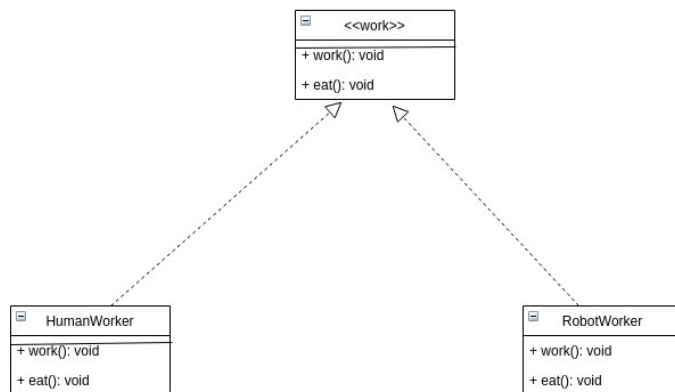 <<work>>
+ work(): void
+ eat(): void
HumanWorker
+ work(): void
+ eat(): void
RobotWorker
+ work(): void
+ eat(): void